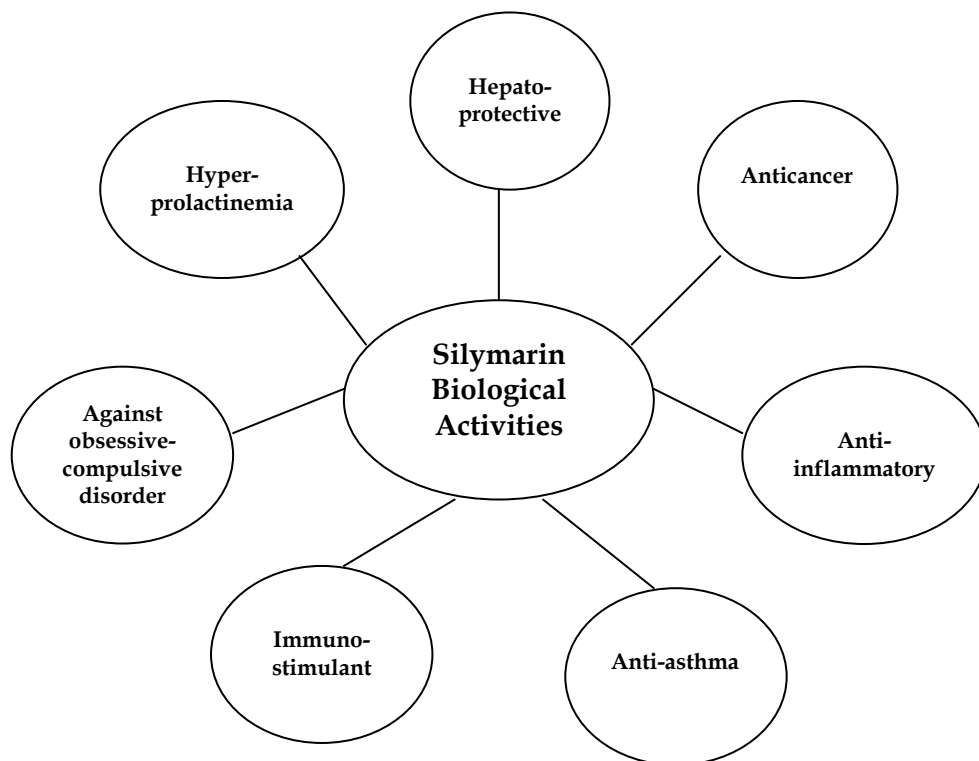 Hepato-
protective
Hyper-
prolactinemia
Anticancer
Silymarin
Biological
Activities
Against
obsessive-
compulsive
disorder
Anti-
inflammatory
Immuno-
stimulant
Anti-asthma